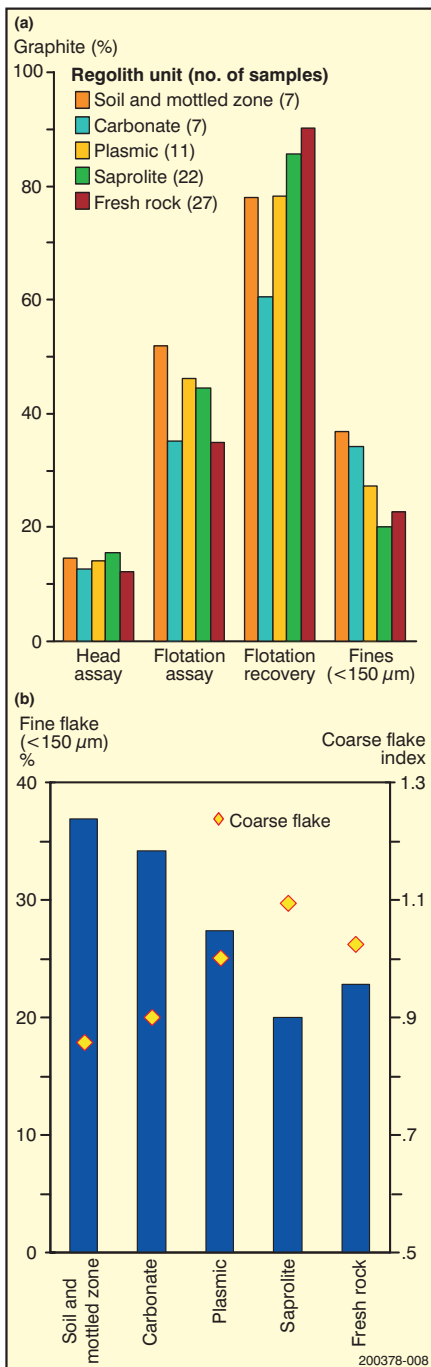 (a)
Graphite (%)
Regolith unit (no. of samples)
Soil and mottled zone (7)
Carbonate (7)
Plasmic (11)
Saprolite (22)
Fresh rock (27)
100
80
60
40
20
0
Head
assay
Flotation
assay
Flotation
recovery
Fines
(<150 µm)
(b)
Fine flake
(<150 µm)
%
Coarse flake
index
40
30
20
10
0
Coarse flake
1.3
1.1
.9
.7
.5
Soil and
mottled zone
Carbonate
Plasmic
Saprolite
Fresh rock
200378-008